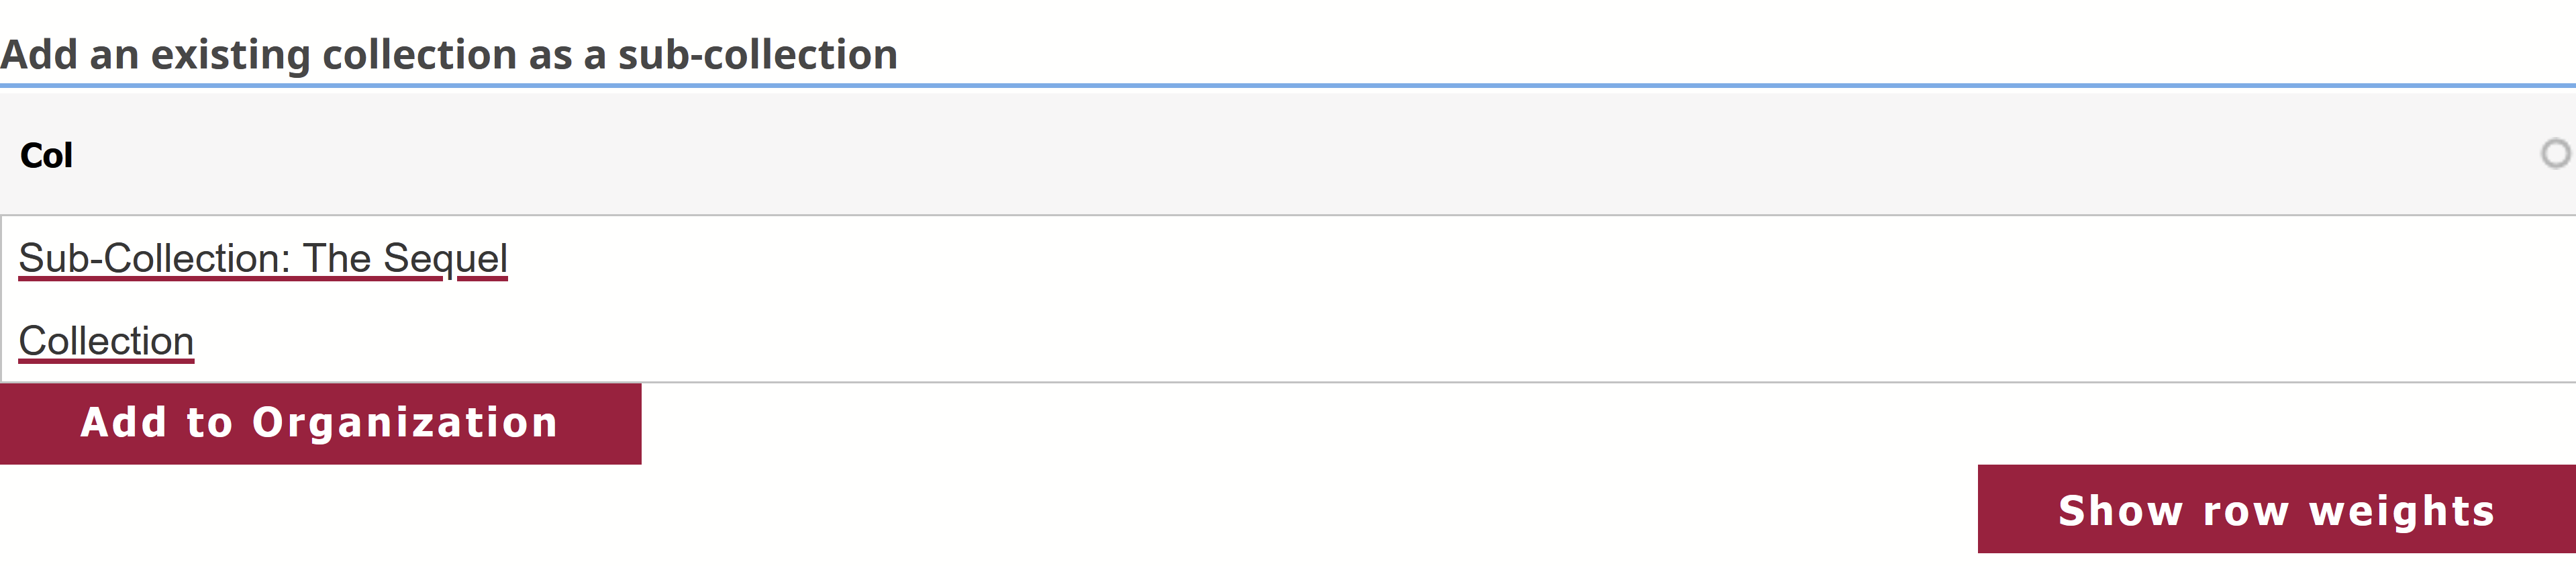 Add an existing collection as a sub-collection
Col
Sub-Collection: The Sequel
Collection
Add to Organization
Show row weights